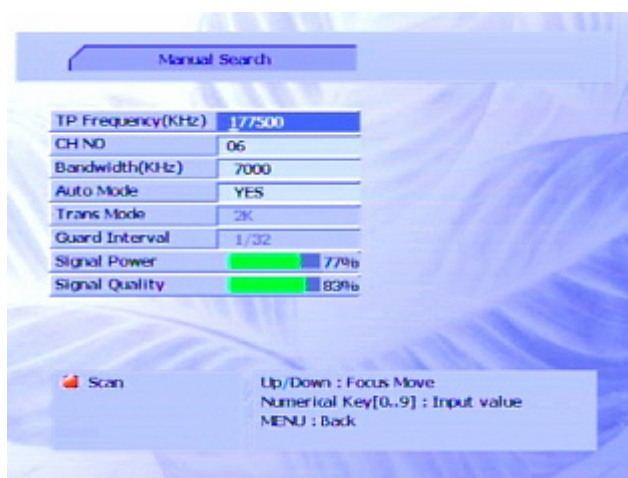 Manual Search
TP Frequency(KHz) 177500
CH NO 06
Bandwidth(KHz) 7000
Auto Mode YES
Trans Mode 2K
Guard Interval 1/32
Signal Power 77%
Signal Quality 83%
Scan
Up/Down : Focus Move
Numerical Key[0..9] : Input value
MENU : Back